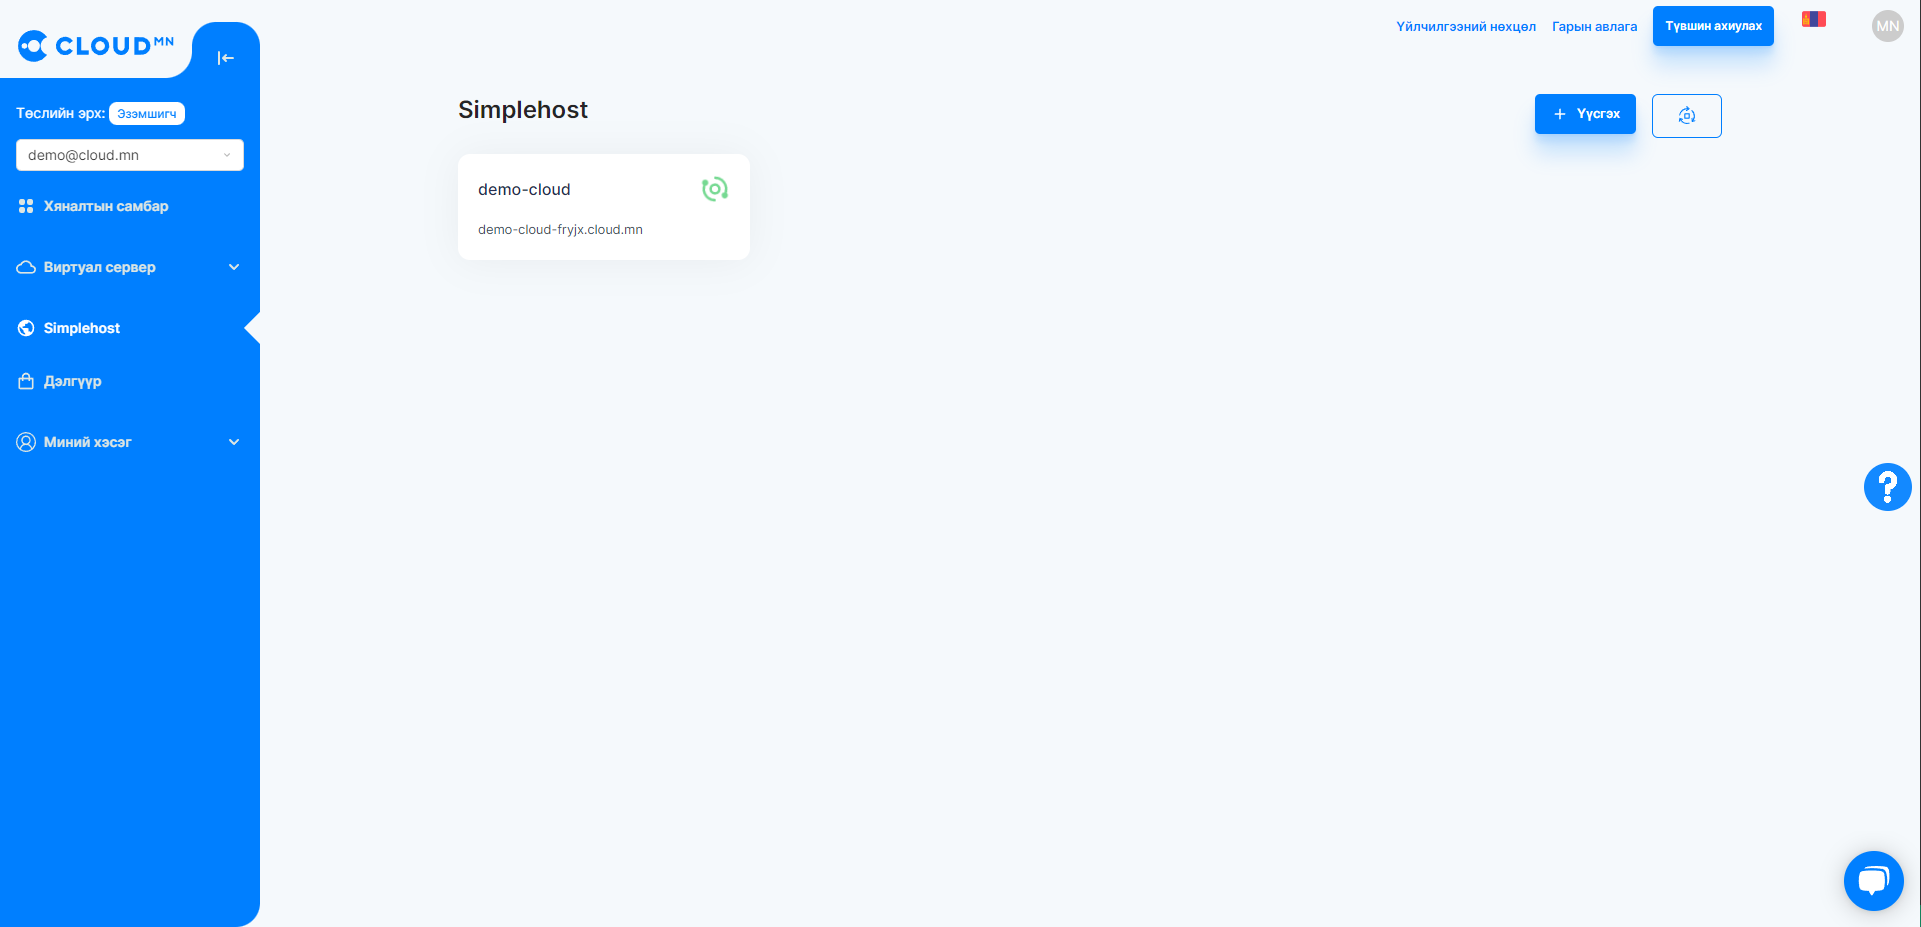 CLOUD MN
Төслийн эрх: Эзэмшигч
demo@cloud.mn
Хяналтын самбар
Виртуал сервер
Simplehost
Дэлгүүр
Миний хэсэг
Үйлчилгээний нөхцөл
Гарын авлага
Түвшин ахиулах
MN
Simplehost
Үүсгэх
demo-cloud
demo-cloud-fryjx.cloud.mn
?